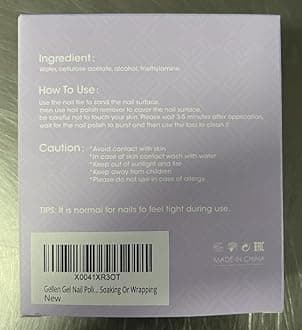 Ingredient:
Water, cellulose acetate, alcohol, triethylamine.
How To Use:
Use the nail file to sand the nail surface.
then use nail polish remover to cover the nail surface.
be careful not to touch your skin. Please wait 3-5 minutes after application,
wait for the nail polish to burst and then use the tool to clean it
Caution:
*Avoid contact with skin
*In case of skin contact wash with water
*Keep out of sunlight and fire
*Keep away from children
*Please do not use in case of allergy.
TIPS: It is normal for nails to feel tight during use.
MADE IN CHINA
X0041XR3OT
Gellen Gel Nail Poli... Soaking Or Wrapping
New